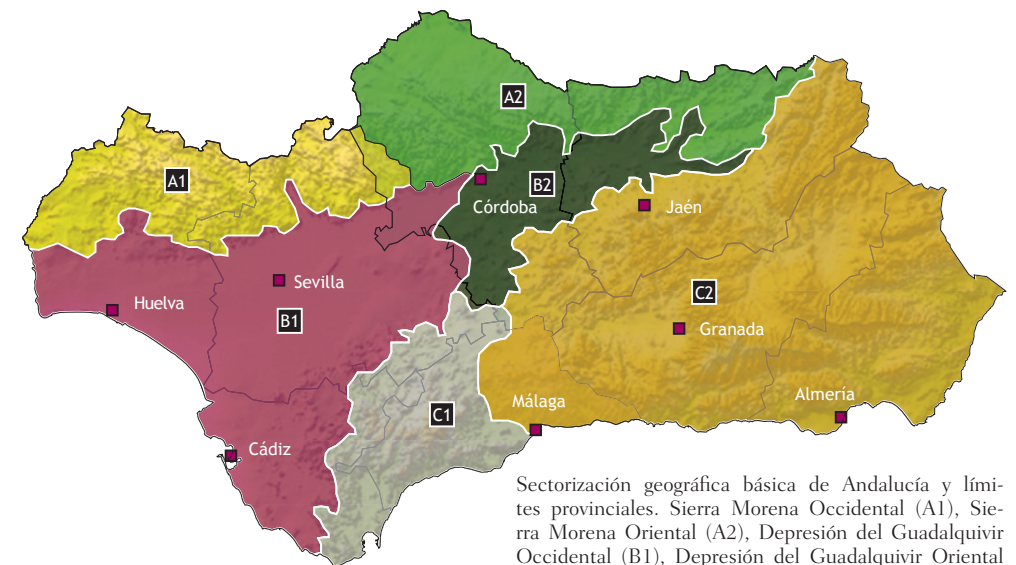 A2
A1
B2
Córdoba
Jaén
Sevilla
C2
Huelva
B1
Granada
Almería
Málaga
C1
Cádiz
Sectorización geográfica básica de Andalucía y lími-
tes provinciales. Sierra Morena Occidental (A1), Sie-
rra Morena Oriental (A2), Depresión del Guadalquivir
Occidental (B1), Depresión del Guadalquivir Oriental